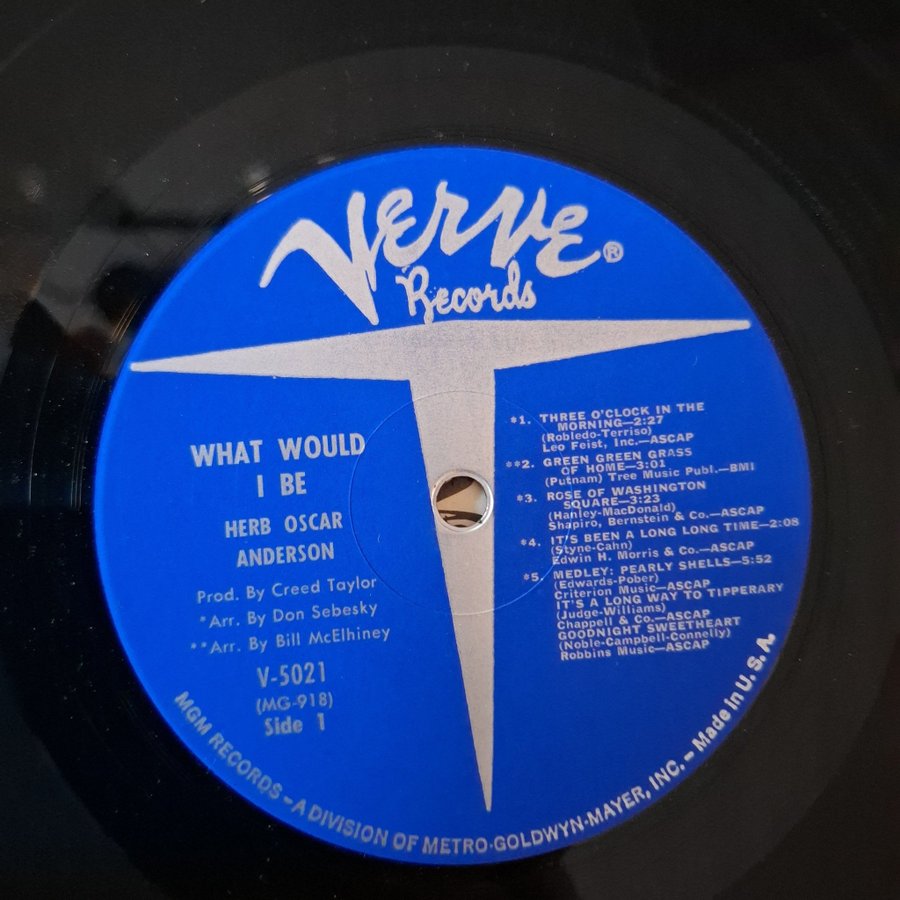 VERVE®
Records
WHAT WOULD
I BE
HERB OSCAR
ANDERSON
Prod. By Creed Taylor
*Arr. By Don Sebesky
**Arr. By Bill McElhiney
V-5021
(MG-918)
Side 1
*1. THREE O'CLOCK IN THE
MORNING—2:27
(Robledo-Terriso)
Leo Feist, Inc.—ASCAP
**2. GREEN GREEN GRASS
OF HOME—3:01
(Putnam) Tree Music Publ.—BMI
*3. ROSE OF WASHINGTON
SQUARE—3:23
(Hanley-MacDonald)
Shapiro, Bernstein & Co.—ASCAP
*4. IT'S BEEN A LONG LONG TIME—2:08
(Styne-Cahn)
Edwin H. Morris & Co.—ASCAP
*5. MEDLEY: PEARLY SHELLS—5:52
(Edwards-Pober)
Criterion Music—ASCAP
IT'S A LONG WAY TO TIPPERARY
(Judge-Williams)
Chappell & Co.—ASCAP
GOODNIGHT SWEETHEART
(Noble-Campbell-Connelly)
Robbins Music—ASCAP
MGM RECORDS – A DIVISION OF METRO-GOLDWYN-MAYER, INC. – Made in U.S.A.